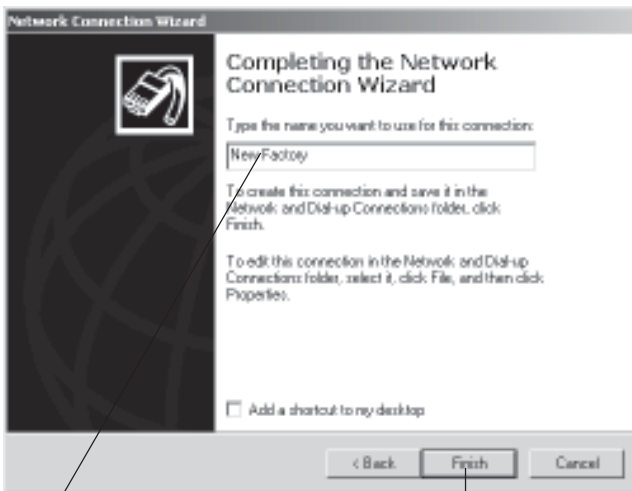 Network Connection Wizard
Completing the Network
Connection Wizard
Type the name you want to use for this connection:
New Factory
To create this connection and save it in the
Network and Dial-up Connections folder, click
Finish.
To edit this connection in the Network and Dial-up
Connections folder, select it, click File, and then click
Properties.
Add a shortcut to my desktop
< Back
Finish
Cancel